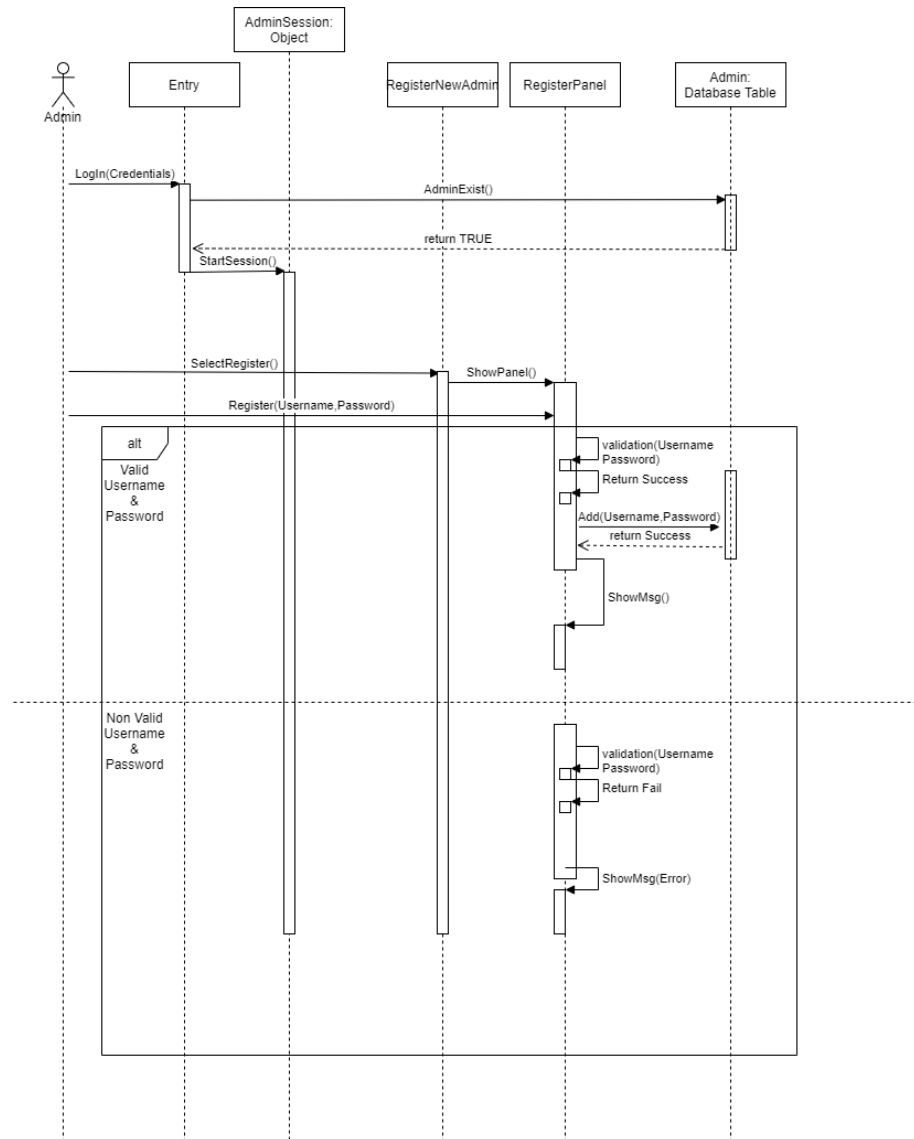 AdminSession:
Object
Entry
RegisterNewAdmin
RegisterPanel
Admin:
Database Table
Admin
LogIn(Credentials)
AdminExist()
return TRUE
StartSession()
SelectRegister()
ShowPanel()
Register(Username,Password)
alt
Valid
Username
&
Password
validation(Username
Password)
Return Success
Add(Username,Password)
return Success
ShowMsg()
Non Valid
Username
&
Password
validation(Username
Password)
Return Fail
ShowMsg(Error)